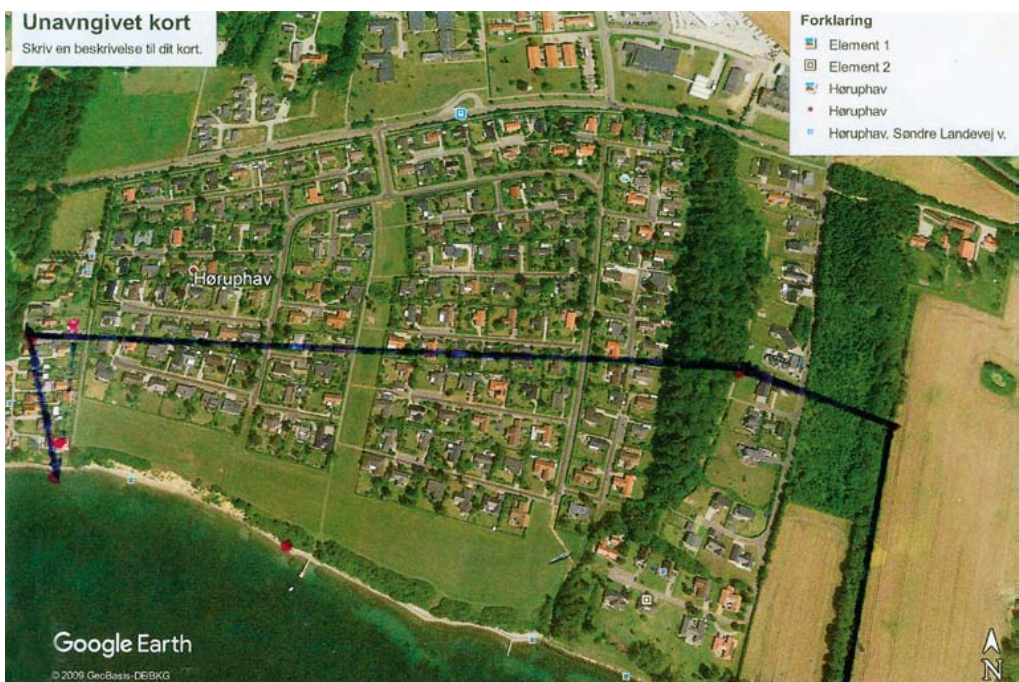 Unavngivet kort
Skriv en beskrivelse til dit kort.
Forklaring
Element 1
Element 2
Høruphav
Høruphav
Høruphav, Søndre Landevej v.
Høruphav
Google Earth
© 2009 GeoBasis-DE/BKG
N